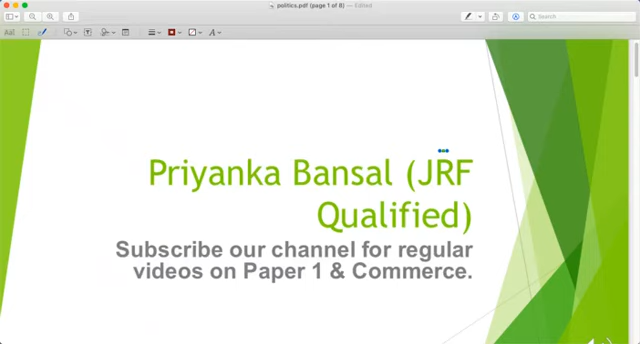 politics.pdf (page 1 of 8) — Edited
Search
Priyanka Bansal (JRF
Qualified)
Subscribe our channel for regular
videos on Paper 1 & Commerce.